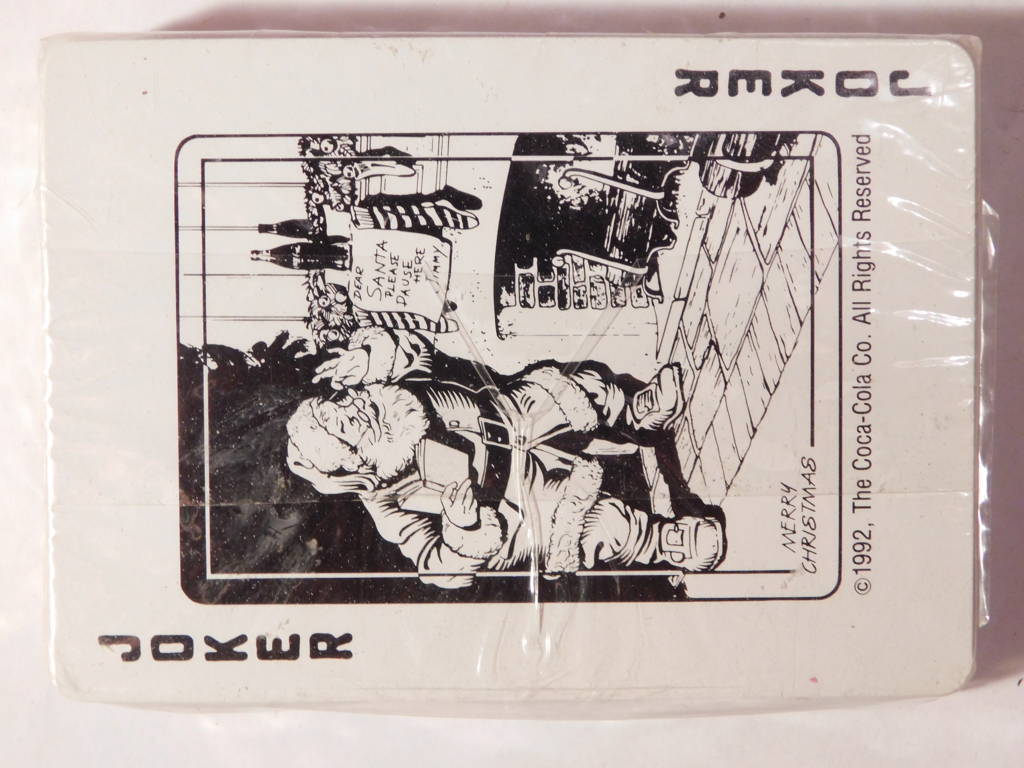 JOKER
DEAR
SANTA
PLEASE
PAUSE
HERE
JIMMY
MERRY
CHRISTMAS
©1992, The Coca-Cola Co. All Rights Reserved
JOKER